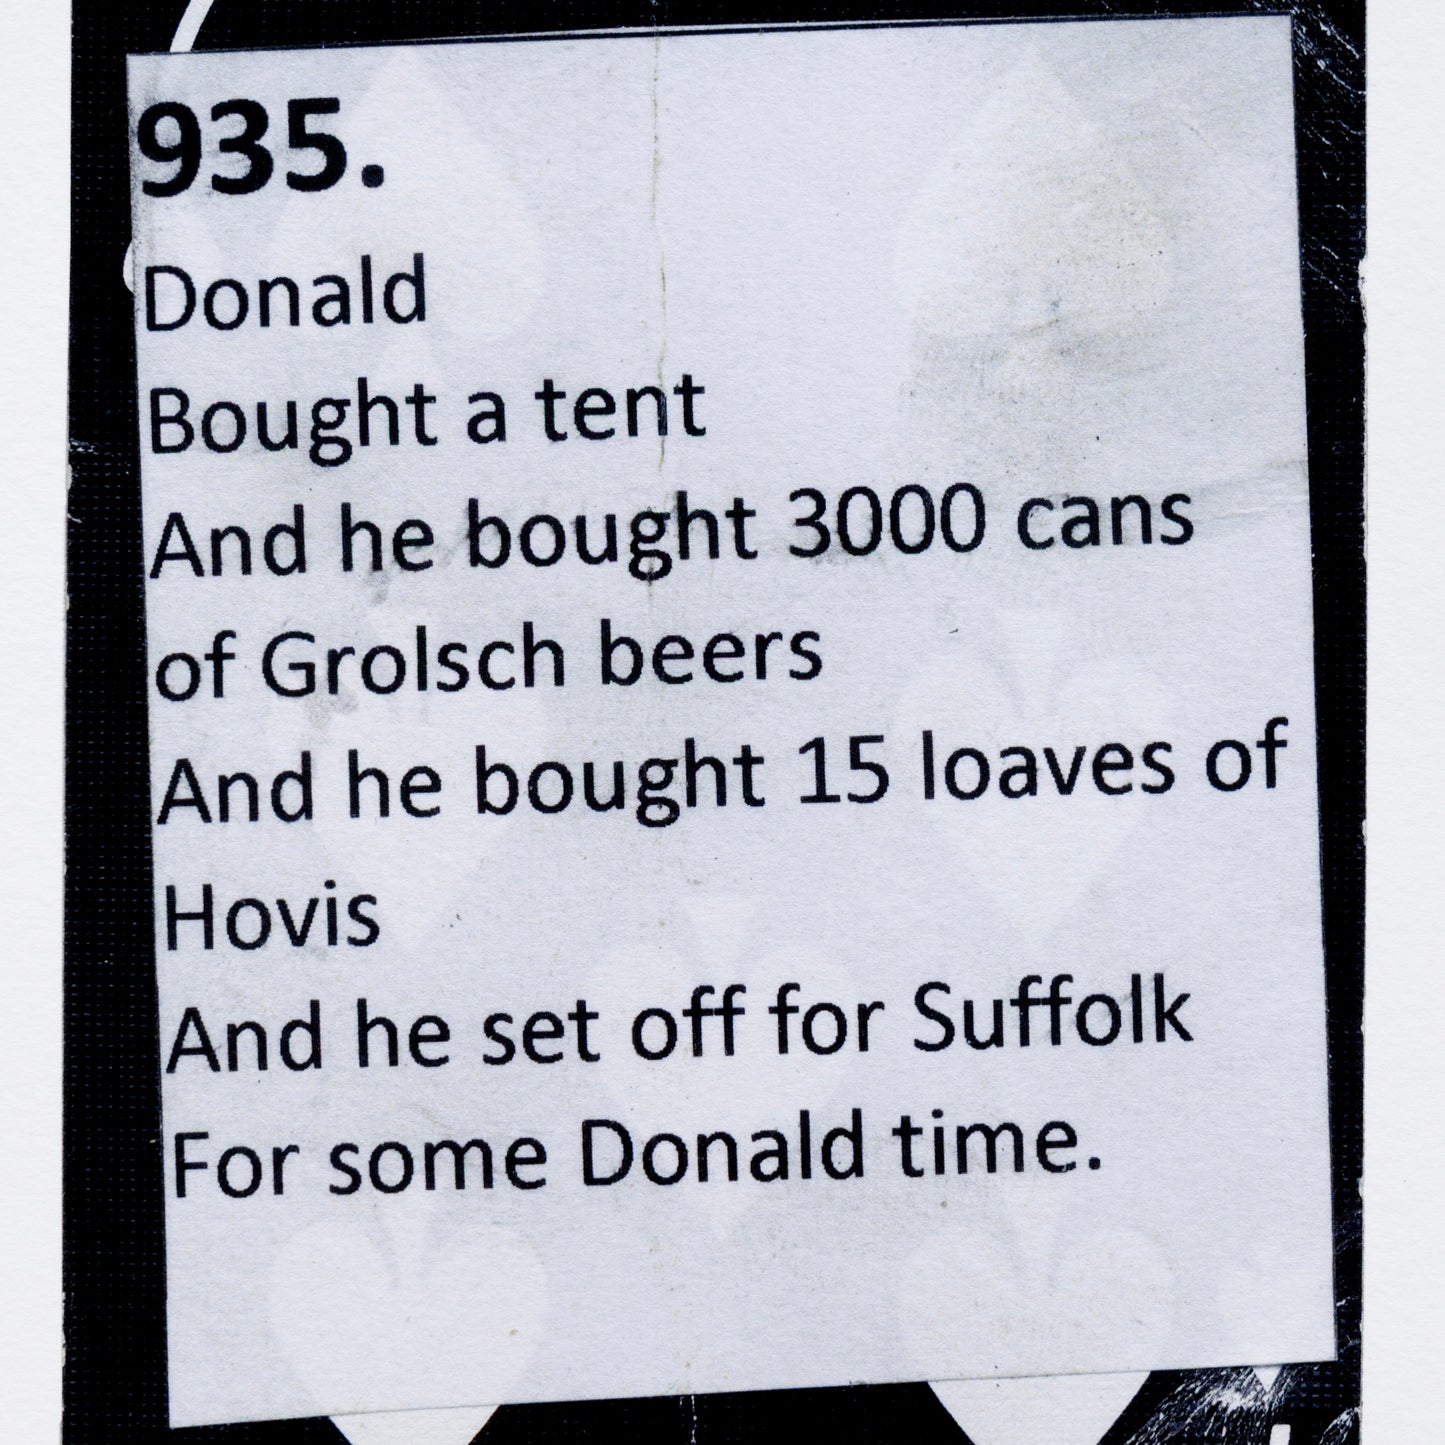 935.
Donald
Bought a tent
And he bought 3000 cans
of Grolsch beers
And he bought 15 loaves of
Hovis
And he set off for Suffolk
For some Donald time.